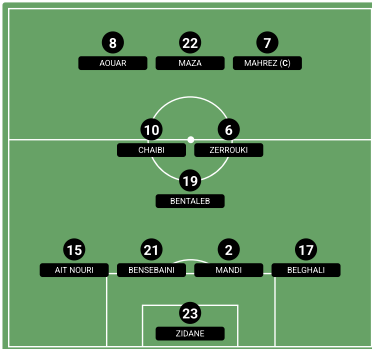 8 22 7
AOUAR MAZA MAHREZ (C)
10 6
CHAIBI ZERROUKI
19
BENTALEB
15 21 2 17
AIT NOURI BENSEBAINI MANDI BELGHALI
23
ZIDANE